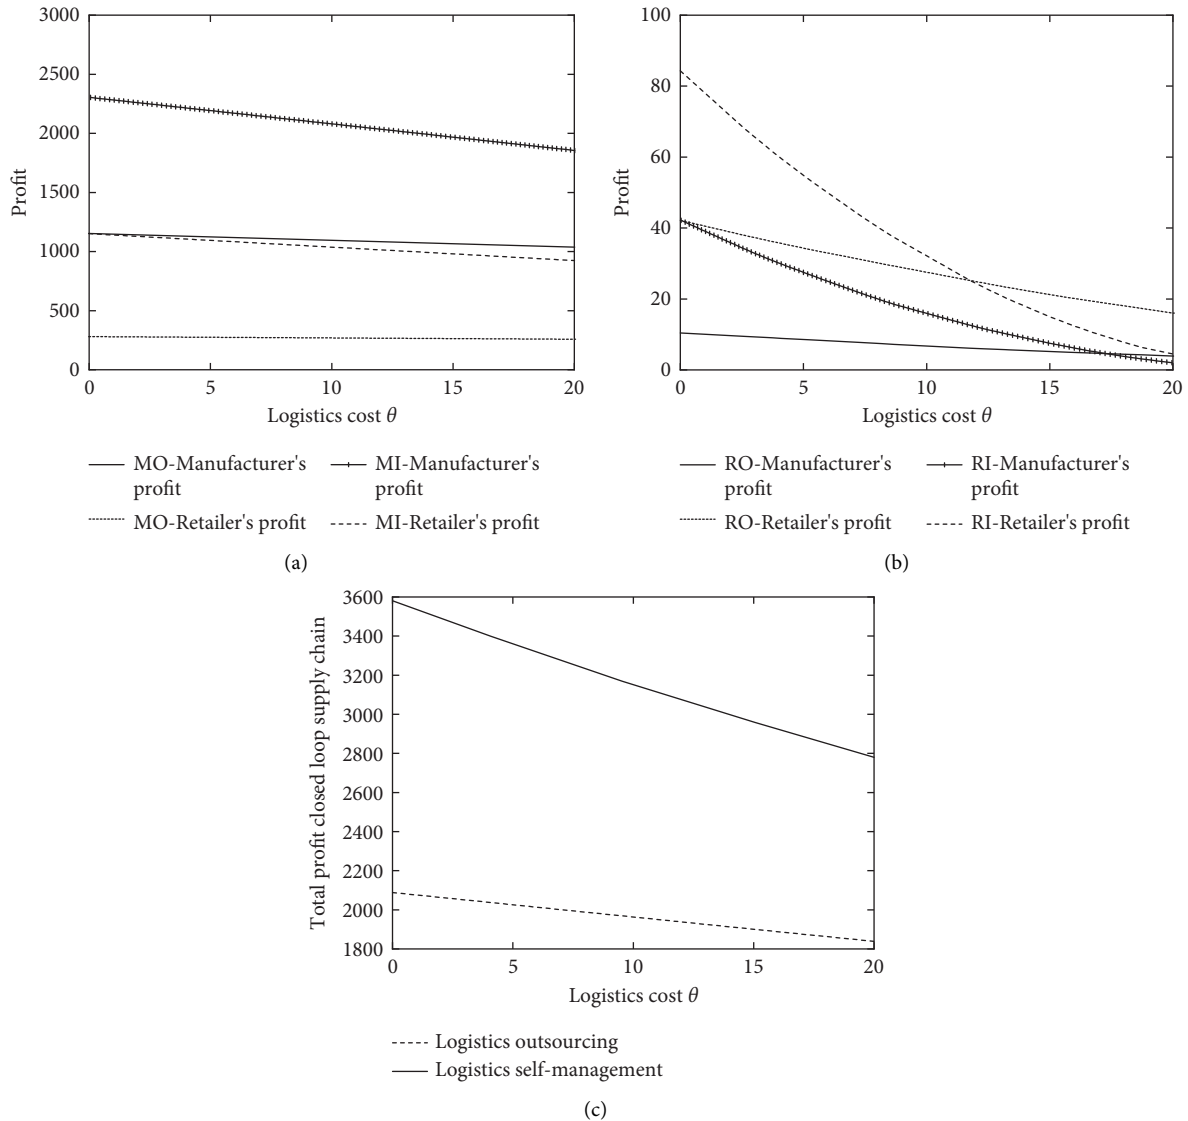 3000
2500
2000
1500
1000
500
0
Profit
0 5 10 15 20
Logistics cost θ
MO-Manufacturer's profit
MI-Manufacturer's profit
MO-Retailer's profit
MI-Retailer's profit
(a)
100
80
60
40
20
0
Profit
0 5 10 15 20
Logistics cost θ
RO-Manufacturer's profit
RI-Manufacturer's profit
RO-Retailer's profit
RI-Retailer's profit
(b)
3600
3400
3200
3000
2800
2600
2400
2200
2000
1800
Total profit closed loop supply chain
0 5 10 15 20
Logistics cost θ
Logistics outsourcing
Logistics self-management
(c)